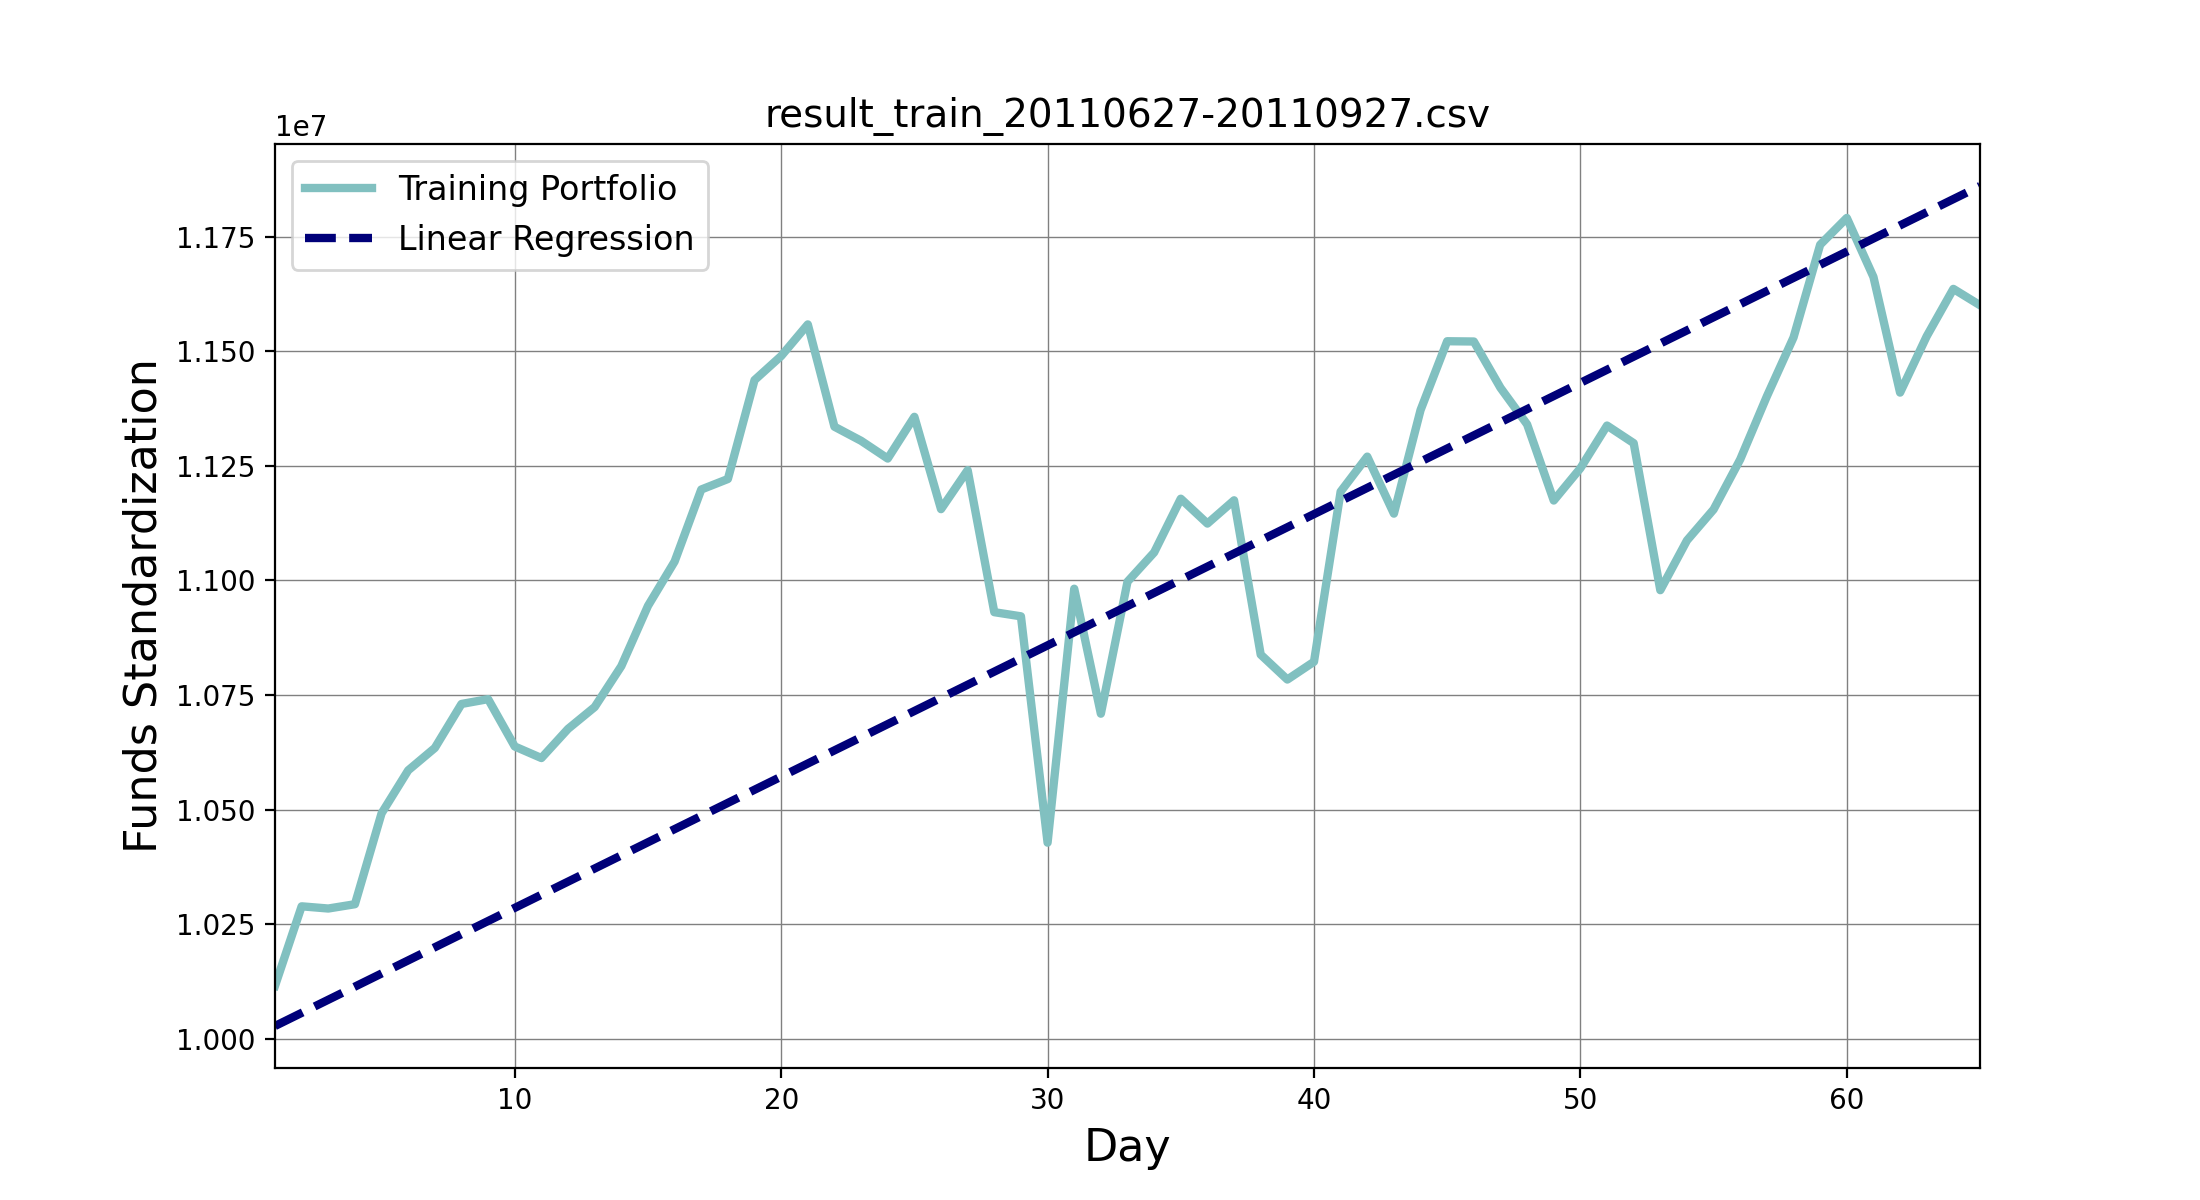 result_train_20110627-20110927.csv
1e7
Training Portfolio
Linear Regression
1.175
1.150
1.125
1.100
1.075
1.050
1.025
1.000
Funds Standardization
10 20 30 40 50 60
Day